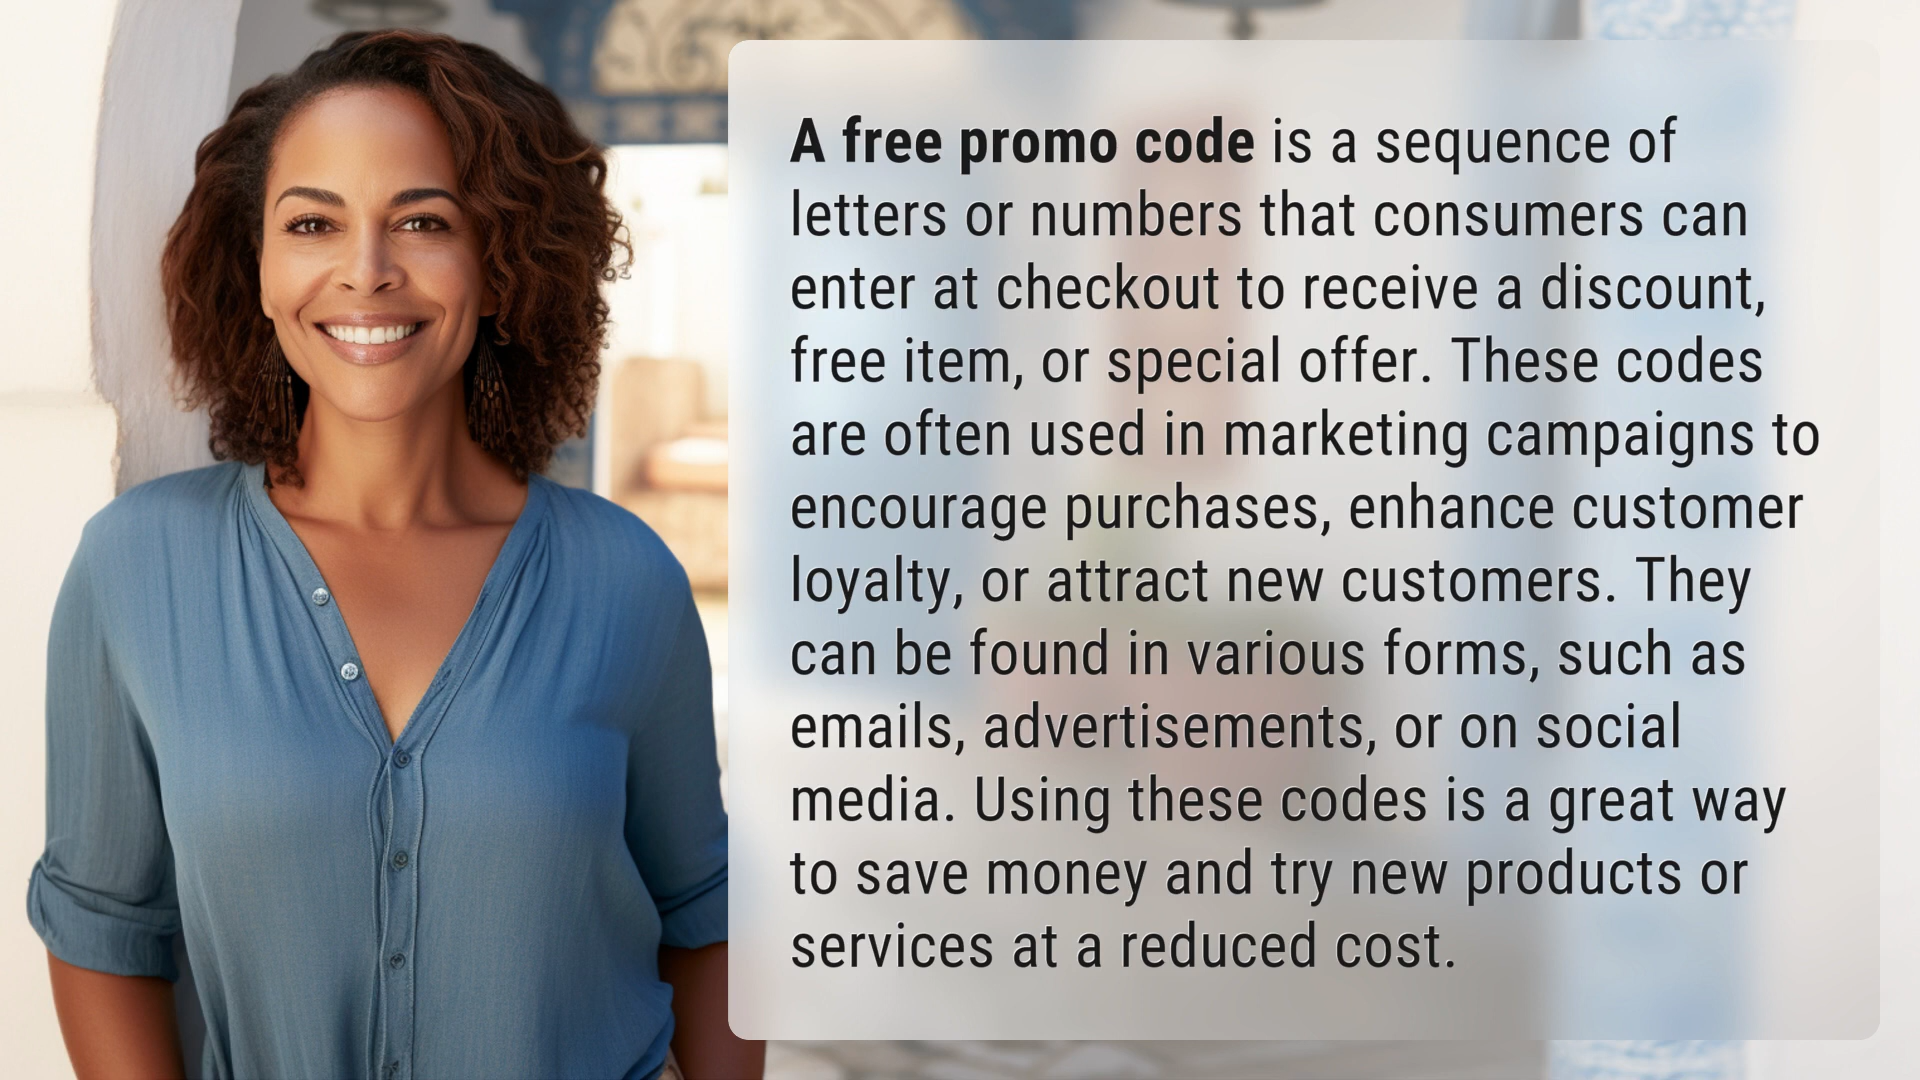 A free promo code is a sequence of
letters or numbers that consumers can
enter at checkout to receive a discount,
free item, or special offer. These codes
are often used in marketing campaigns to
encourage purchases, enhance customer
loyalty, or attract new customers. They
can be found in various forms, such as
emails, advertisements, or on social
media. Using these codes is a great way
to save money and try new products or
services at a reduced cost.